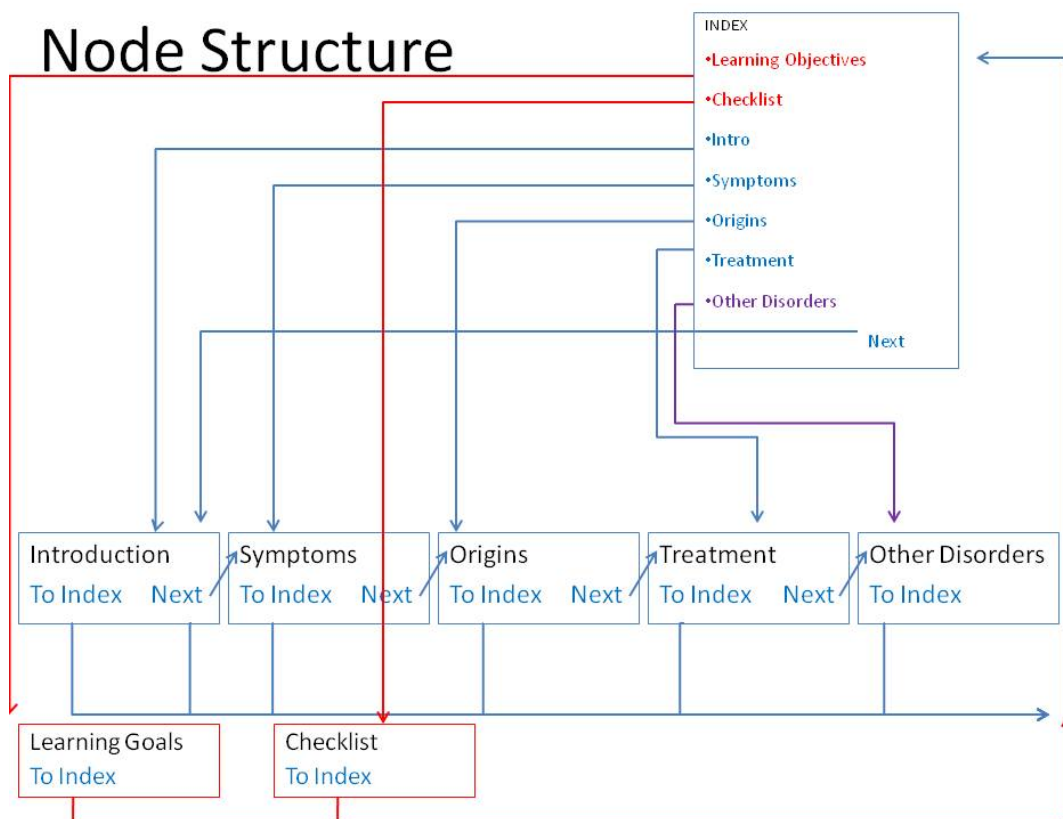 Node Structure
INDEX
•Learning Objectives
•Checklist
•Intro
•Symptoms
•Origins
•Treatment
•Other Disorders
Next
Introduction
To Index Next
Symptoms
To Index Next
Origins
To Index Next
Treatment
To Index Next
Other Disorders
To Index
Learning Goals
To Index
Checklist
To Index